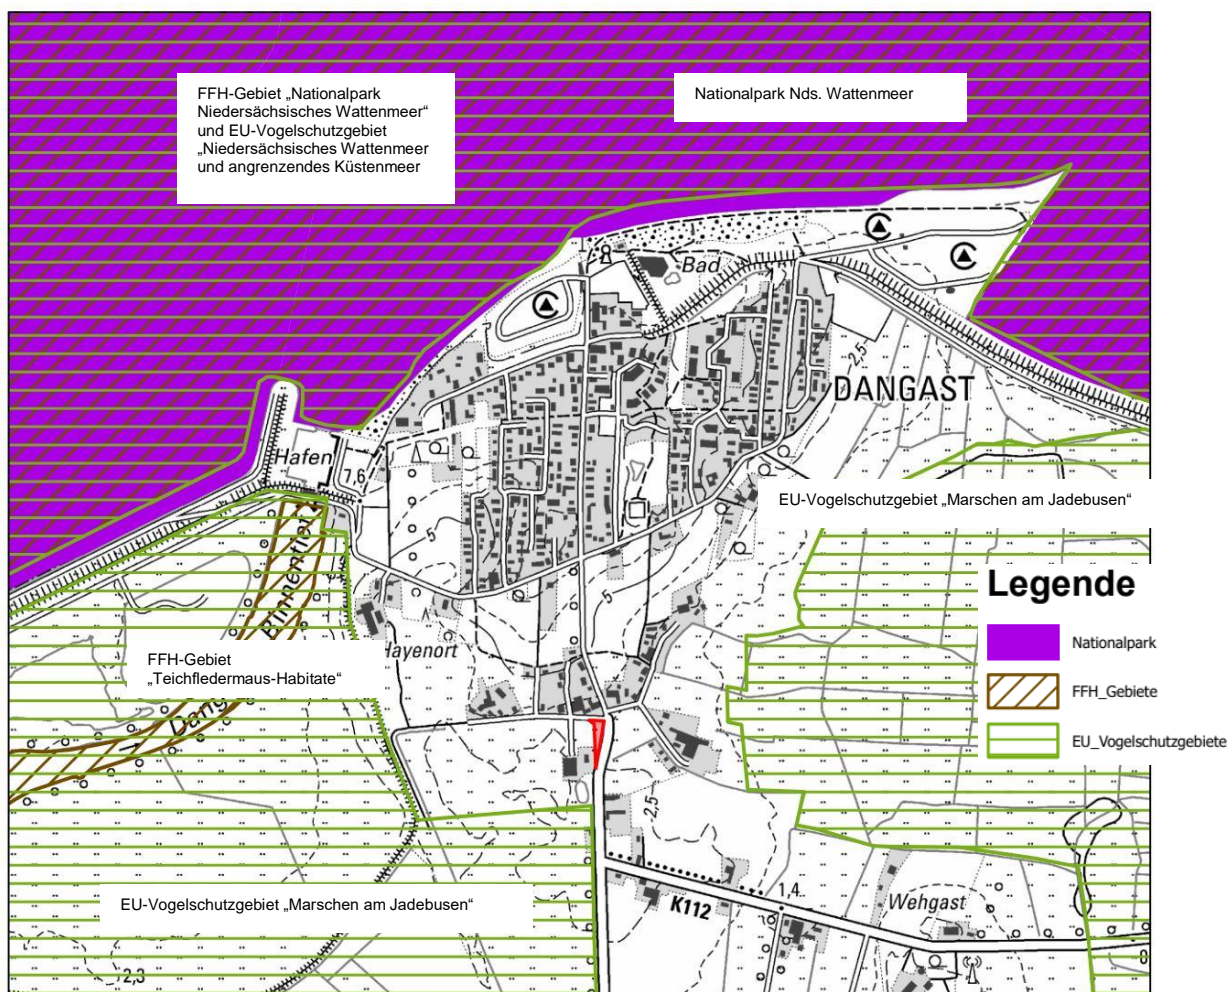 FFH-Gebiet „Nationalpark
Niedersächsisches Wattenmeer“
und EU-Vogelschutzgebiet
„Niedersächsisches Wattenmeer
und angrenzendes Küstenmeer
Nationalpark Nds. Wattenmeer
Bad
DANGAST
2,5
Hafen
7,6
EU-Vogelschutzgebiet „Marschen am Jadebusen“
5
5
Legende
Nationalpark
FFH_Gebiete
EU_Vogelschutzgebiete
FFH-Gebiet
„Teichfledermaus-Habitate“
Hayenort
2,5
EU-Vogelschutzgebiet „Marschen am Jadebusen“
K112
1,4
Wehgast
2,3